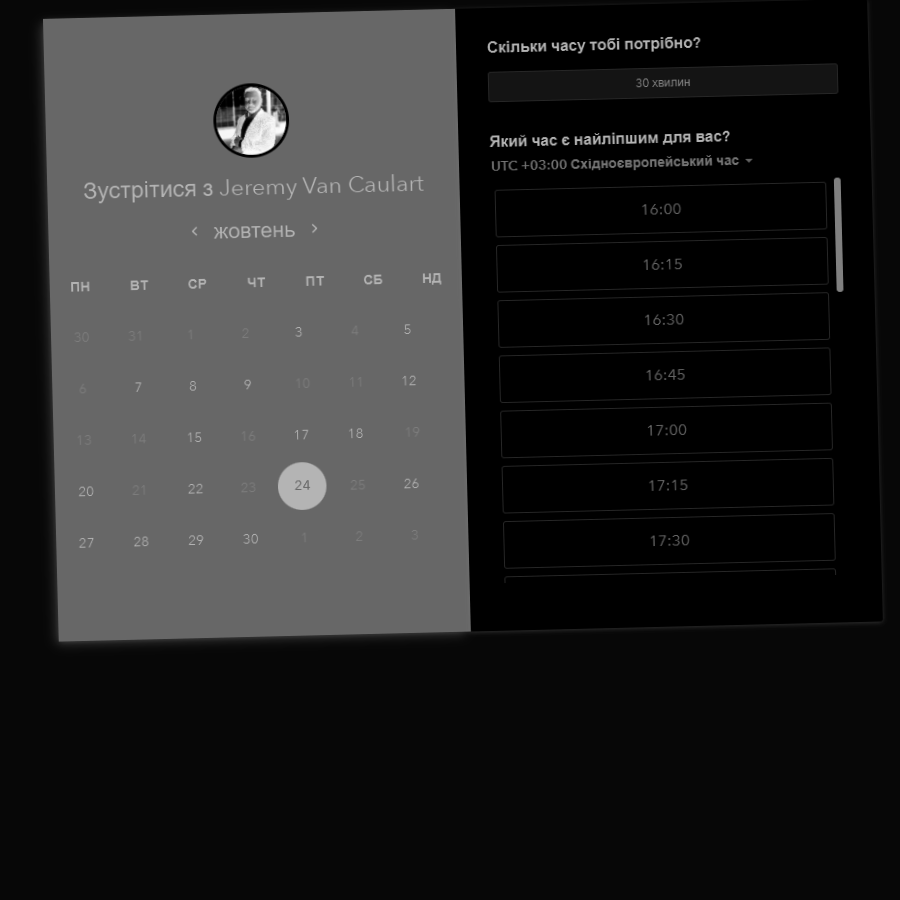 Зустрітися з Jeremy Van Caulart
‹ жовтень ›
ПН ВТ СР ЧТ ПТ СБ НД
30 31 1 2 3 4 5
6 7 8 9 10 11 12
13 14 15 16 17 18 19
20 21 22 23 24 25 26
27 28 29 30 1 2 3
Скільки часу тобі потрібно?
30 хвилин
Який час є найліпшим для вас?
UTC +03:00 Східноєвропейський час
16:00
16:15
16:30
16:45
17:00
17:15
17:30